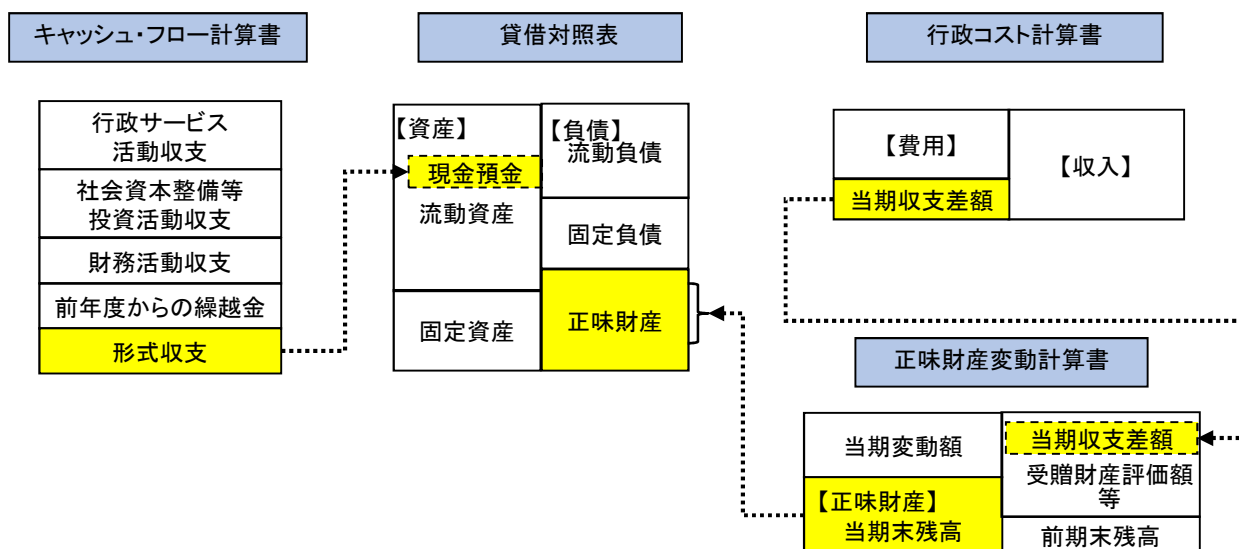 キャッシュ・フロー計算書
貸借対照表
行政コスト計算書
行政サービス
活動収支
社会資本整備等
投資活動収支
財務活動収支
前年度からの繰越金
形式収支
【資産】
現金預金
流動資産
固定資産
【負債】
流動負債
固定負債
正味財産
【費用】
当期収支差額
【収入】
正味財産変動計算書
当期変動額
【正味財産】
当期末残高
当期収支差額
受贈財産評価額
等
前期末残高